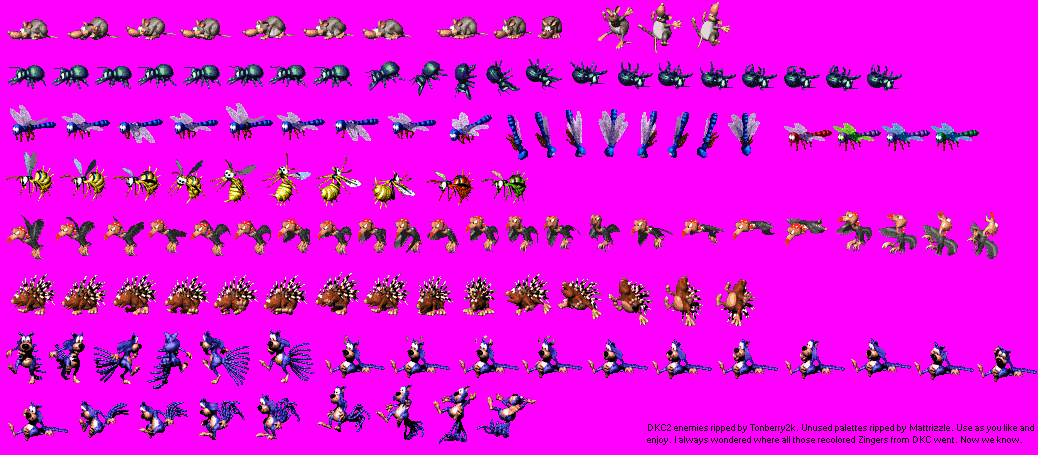 DKC2 enemies ripped by Tonberry2k. Unused palettes ripped by Mattrizzle. Use as you like and
enjoy. I always wondered where all those recolored Zingers from DKC went. Now we know.